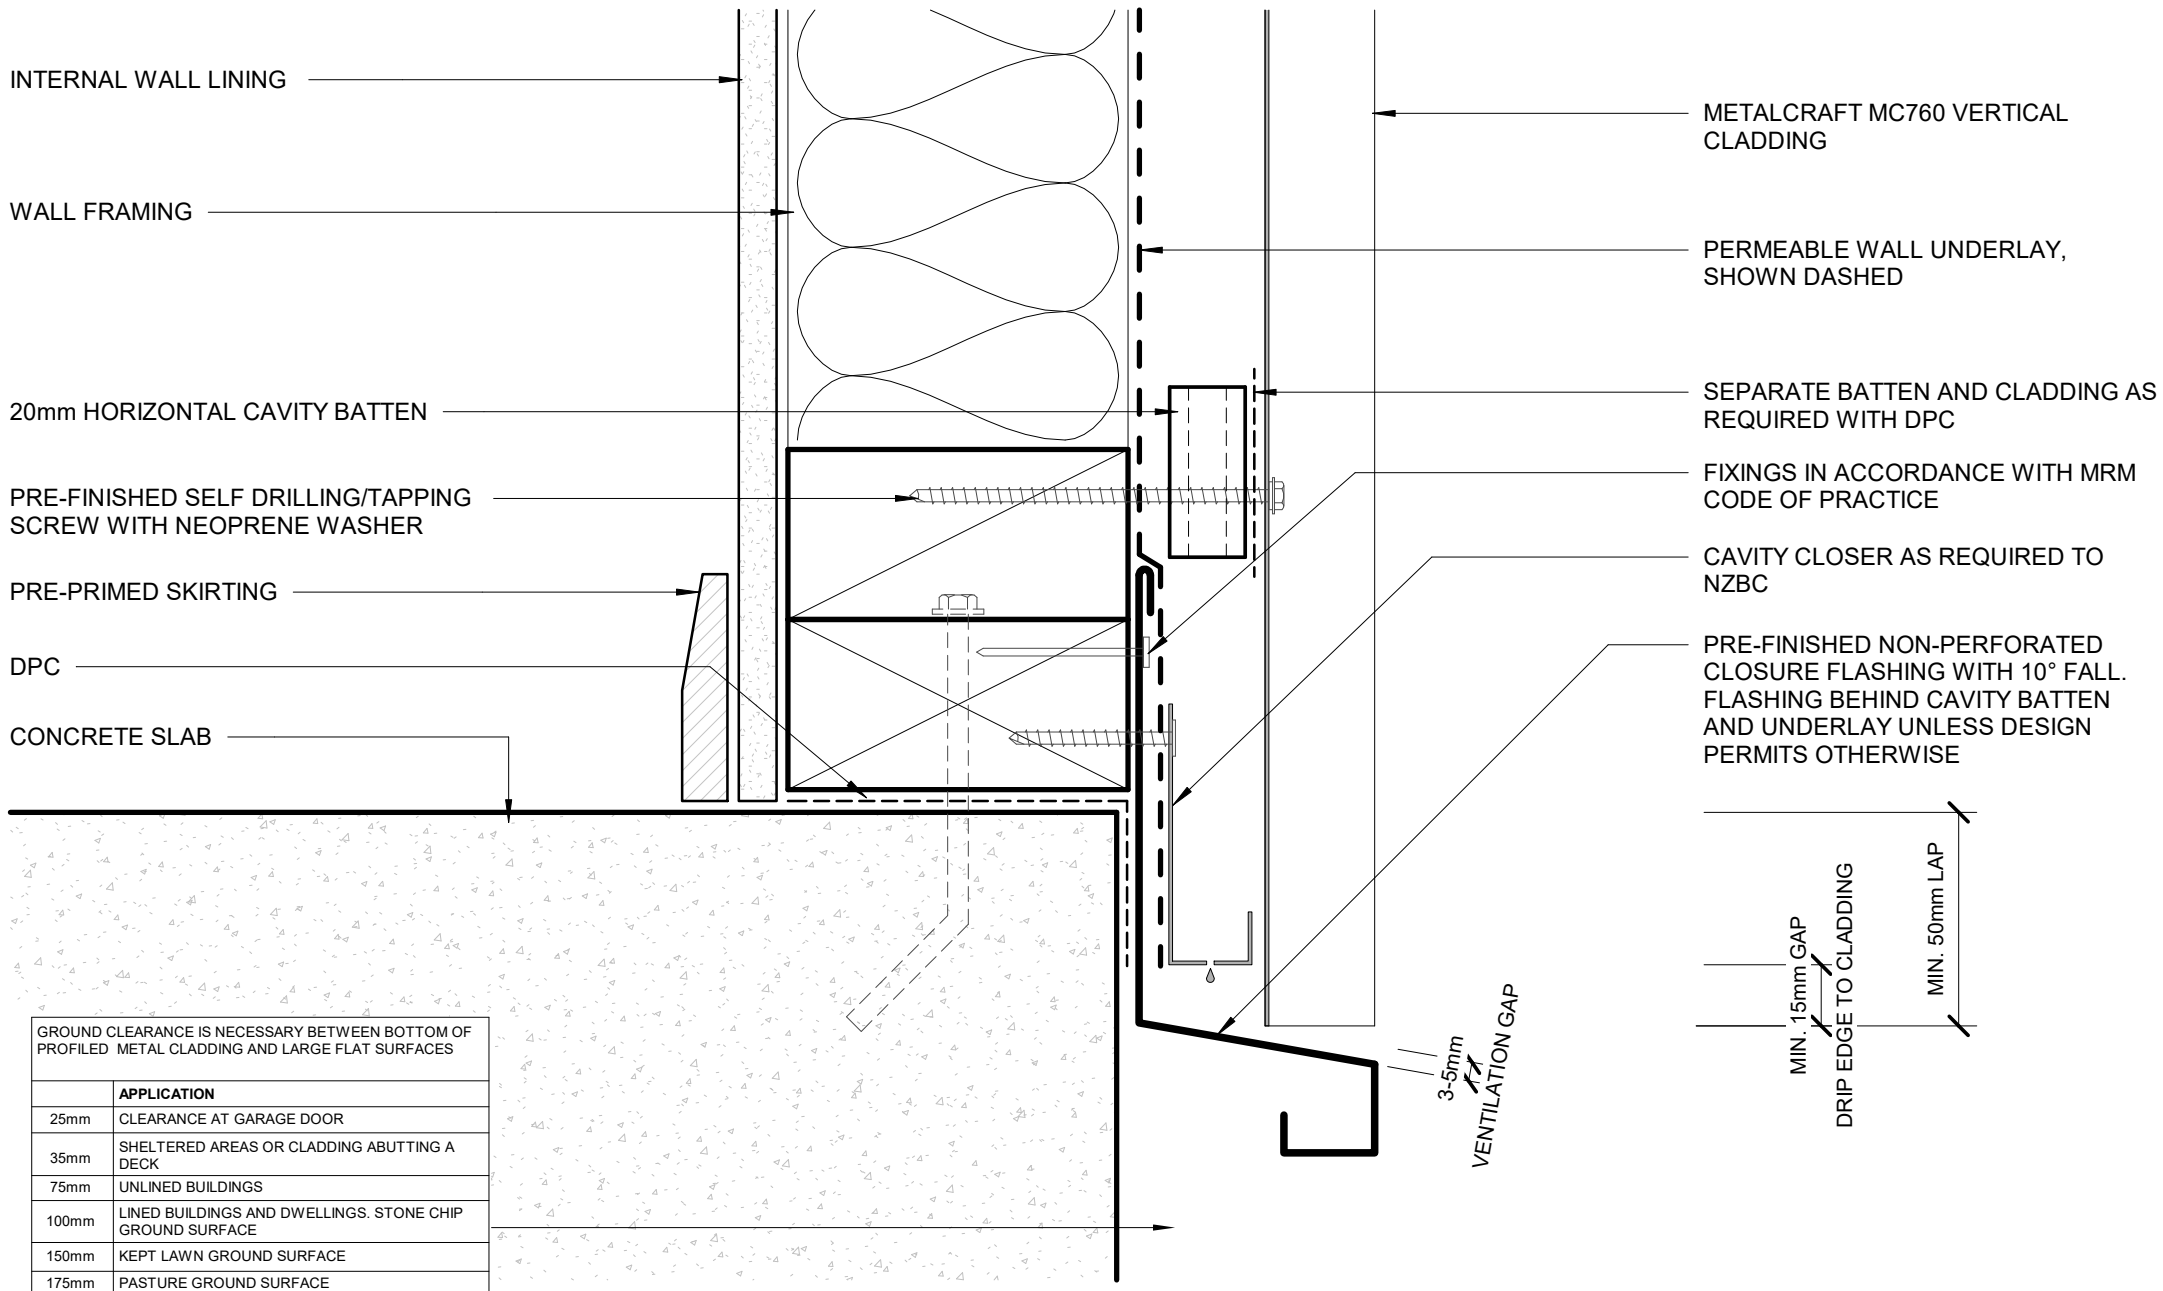 INTERNAL WALL LINING
WALL FRAMING
20mm HORIZONTAL CAVITY BATTEN
PRE-FINISHED SELF DRILLING/TAPPING
SCREW WITH NEOPRENE WASHER
PRE-PRIMED SKIRTING
DPC
CONCRETE SLAB
METALCRAFT MC760 VERTICAL
CLADDING
PERMEABLE WALL UNDERLAY,
SHOWN DASHED
SEPARATE BATTEN AND CLADDING AS
REQUIRED WITH DPC
FIXINGS IN ACCORDANCE WITH MRM
CODE OF PRACTICE
CAVITY CLOSER AS REQUIRED TO
NZBC
PRE-FINISHED NON-PERFORATED
CLOSURE FLASHING WITH 10° FALL.
FLASHING BEHIND CAVITY BATTEN
AND UNDERLAY UNLESS DESIGN
PERMITS OTHERWISE
MIN. 15mm GAP
DRIP EDGE TO CLADDING
MIN. 50mm LAP
3-5mm
VENTILATION GAP
GROUND CLEARANCE IS NECESSARY BETWEEN BOTTOM OF
PROFILED METAL CLADDING AND LARGE FLAT SURFACES
APPLICATION
25mm CLEARANCE AT GARAGE DOOR
35mm SHELTERED AREAS OR CLADDING ABUTTING A
DECK
75mm UNLINED BUILDINGS
100mm LINED BUILDINGS AND DWELLINGS. STONE CHIP
GROUND SURFACE
150mm KEPT LAWN GROUND SURFACE
175mm PASTURE GROUND SURFACE